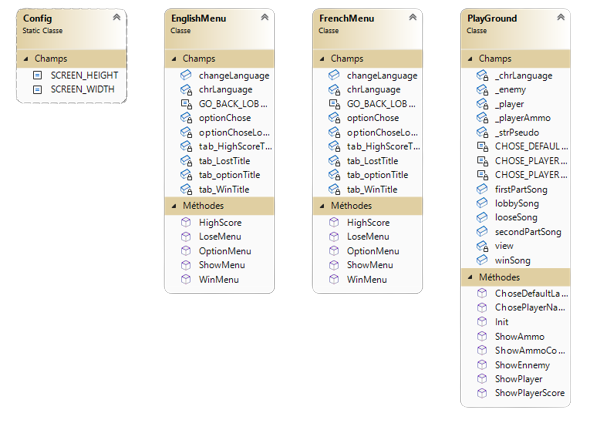 Config
Static Classe
Champs
SCREEN_HEIGHT
SCREEN_WIDTH
EnglishMenu
Classe
Champs
changeLanguage
chrLanguage
GO_BACK_LOB...
optionChose
optionChoseLo...
tab_HighScoreT...
tab_LostTitle
tab_optionTitle
tab_WinTitle
Méthodes
HighScore
LoseMenu
OptionMenu
ShowMenu
WinMenu
FrenchMenu
Classe
Champs
changeLanguage
chrLanguage
GO_BACK_LOB...
optionChose
optionChoseLo...
tab_HighScoreT...
tab_LostTitle
tab_optionTitle
tab_WinTitle
Méthodes
HighScore
LoseMenu
OptionMenu
ShowMenu
WinMenu
PlayGround
Classe
Champs
_chrLanguage
_enemy
_player
_playerAmmo
_strPseudo
CHOSE_DEFAUL...
CHOSE_PLAYER...
CHOSE_PLAYER...
firstPartSong
lobbySong
looseSong
secondPartSong
view
winSong
Méthodes
ChoseDefaultLa...
ChosePlayerNa...
Init
ShowAmmo
ShowAmmoCo...
ShowEnnemy
ShowPlayer
ShowPlayerScore